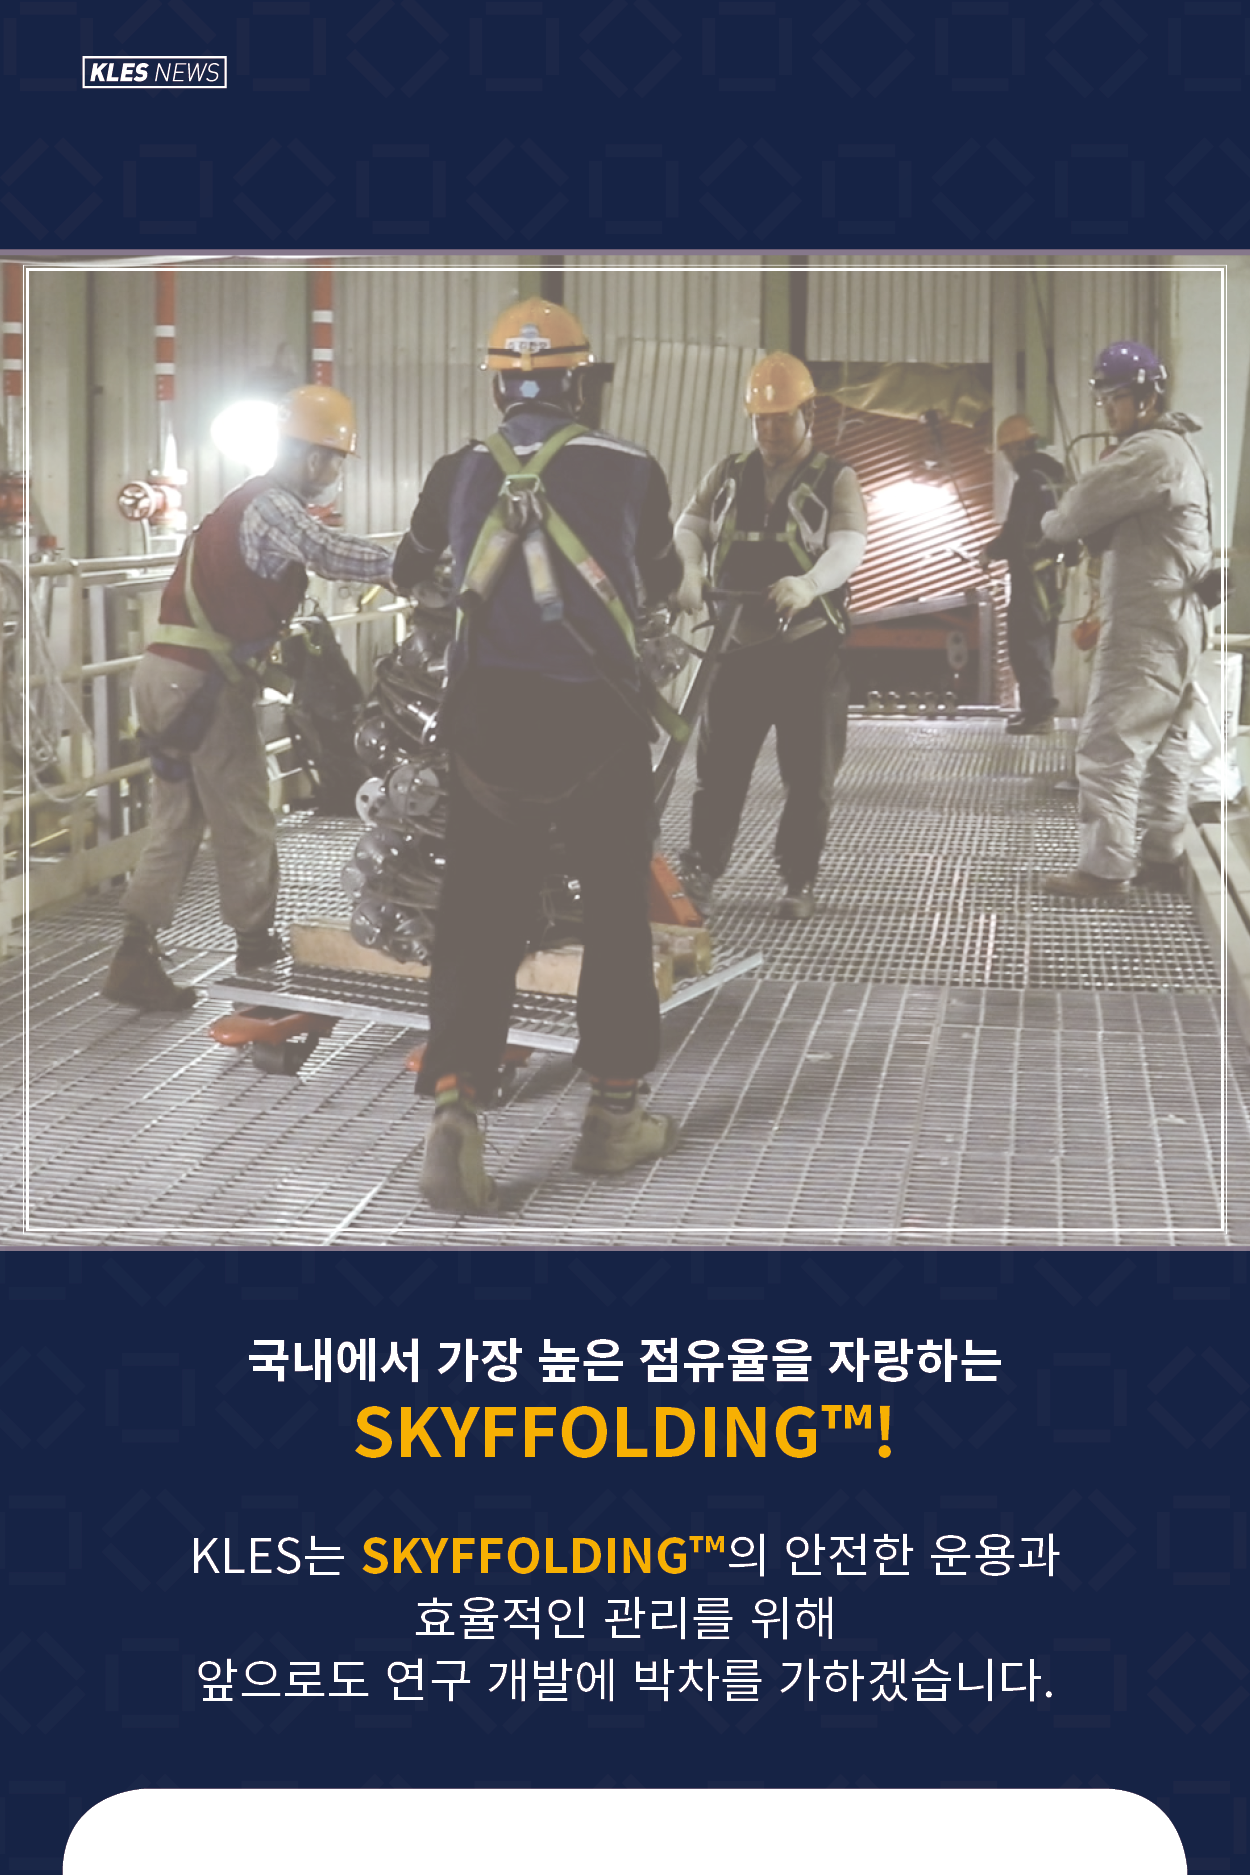 KLES NEWS
국내에서 가장 높은 점유율을 자랑하는
SKYFFOLDING™!
KLES는 SKYFFOLDING™의 안전한 운용과
효율적인 관리를 위해
앞으로도 연구 개발에 박차를 가하겠습니다.